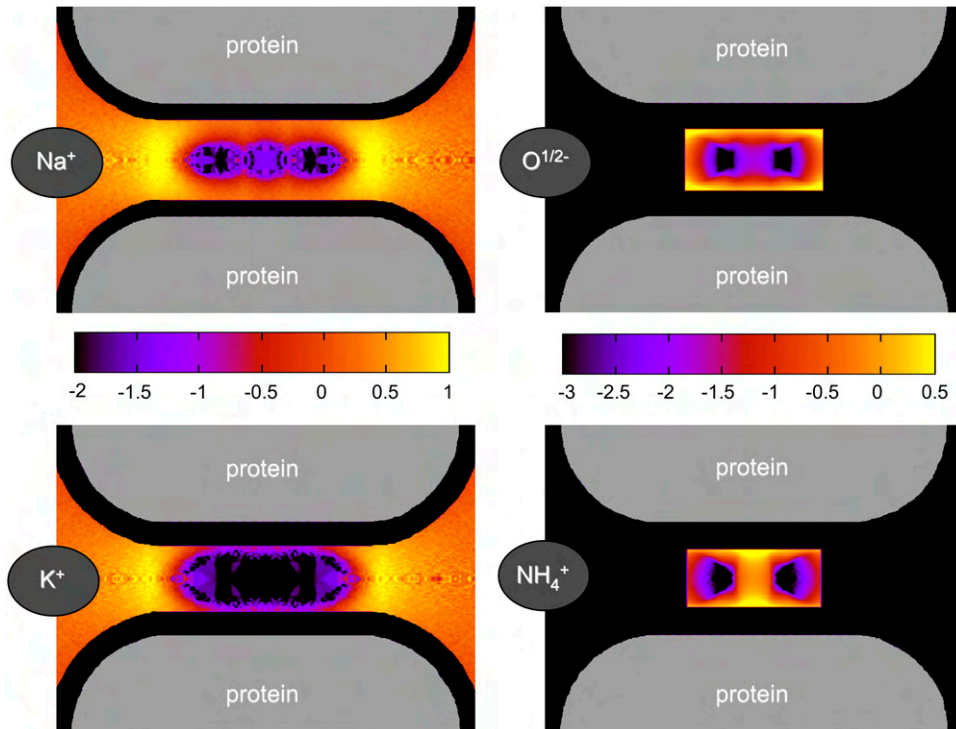 protein
protein
Na⁺
O¹/²⁻
protein
protein
-2 -1.5 -1 -0.5 0 0.5 1
-3 -2.5 -2 -1.5 -1 -0.5 0 0.5
protein
protein
K⁺
NH₄⁺
protein
protein